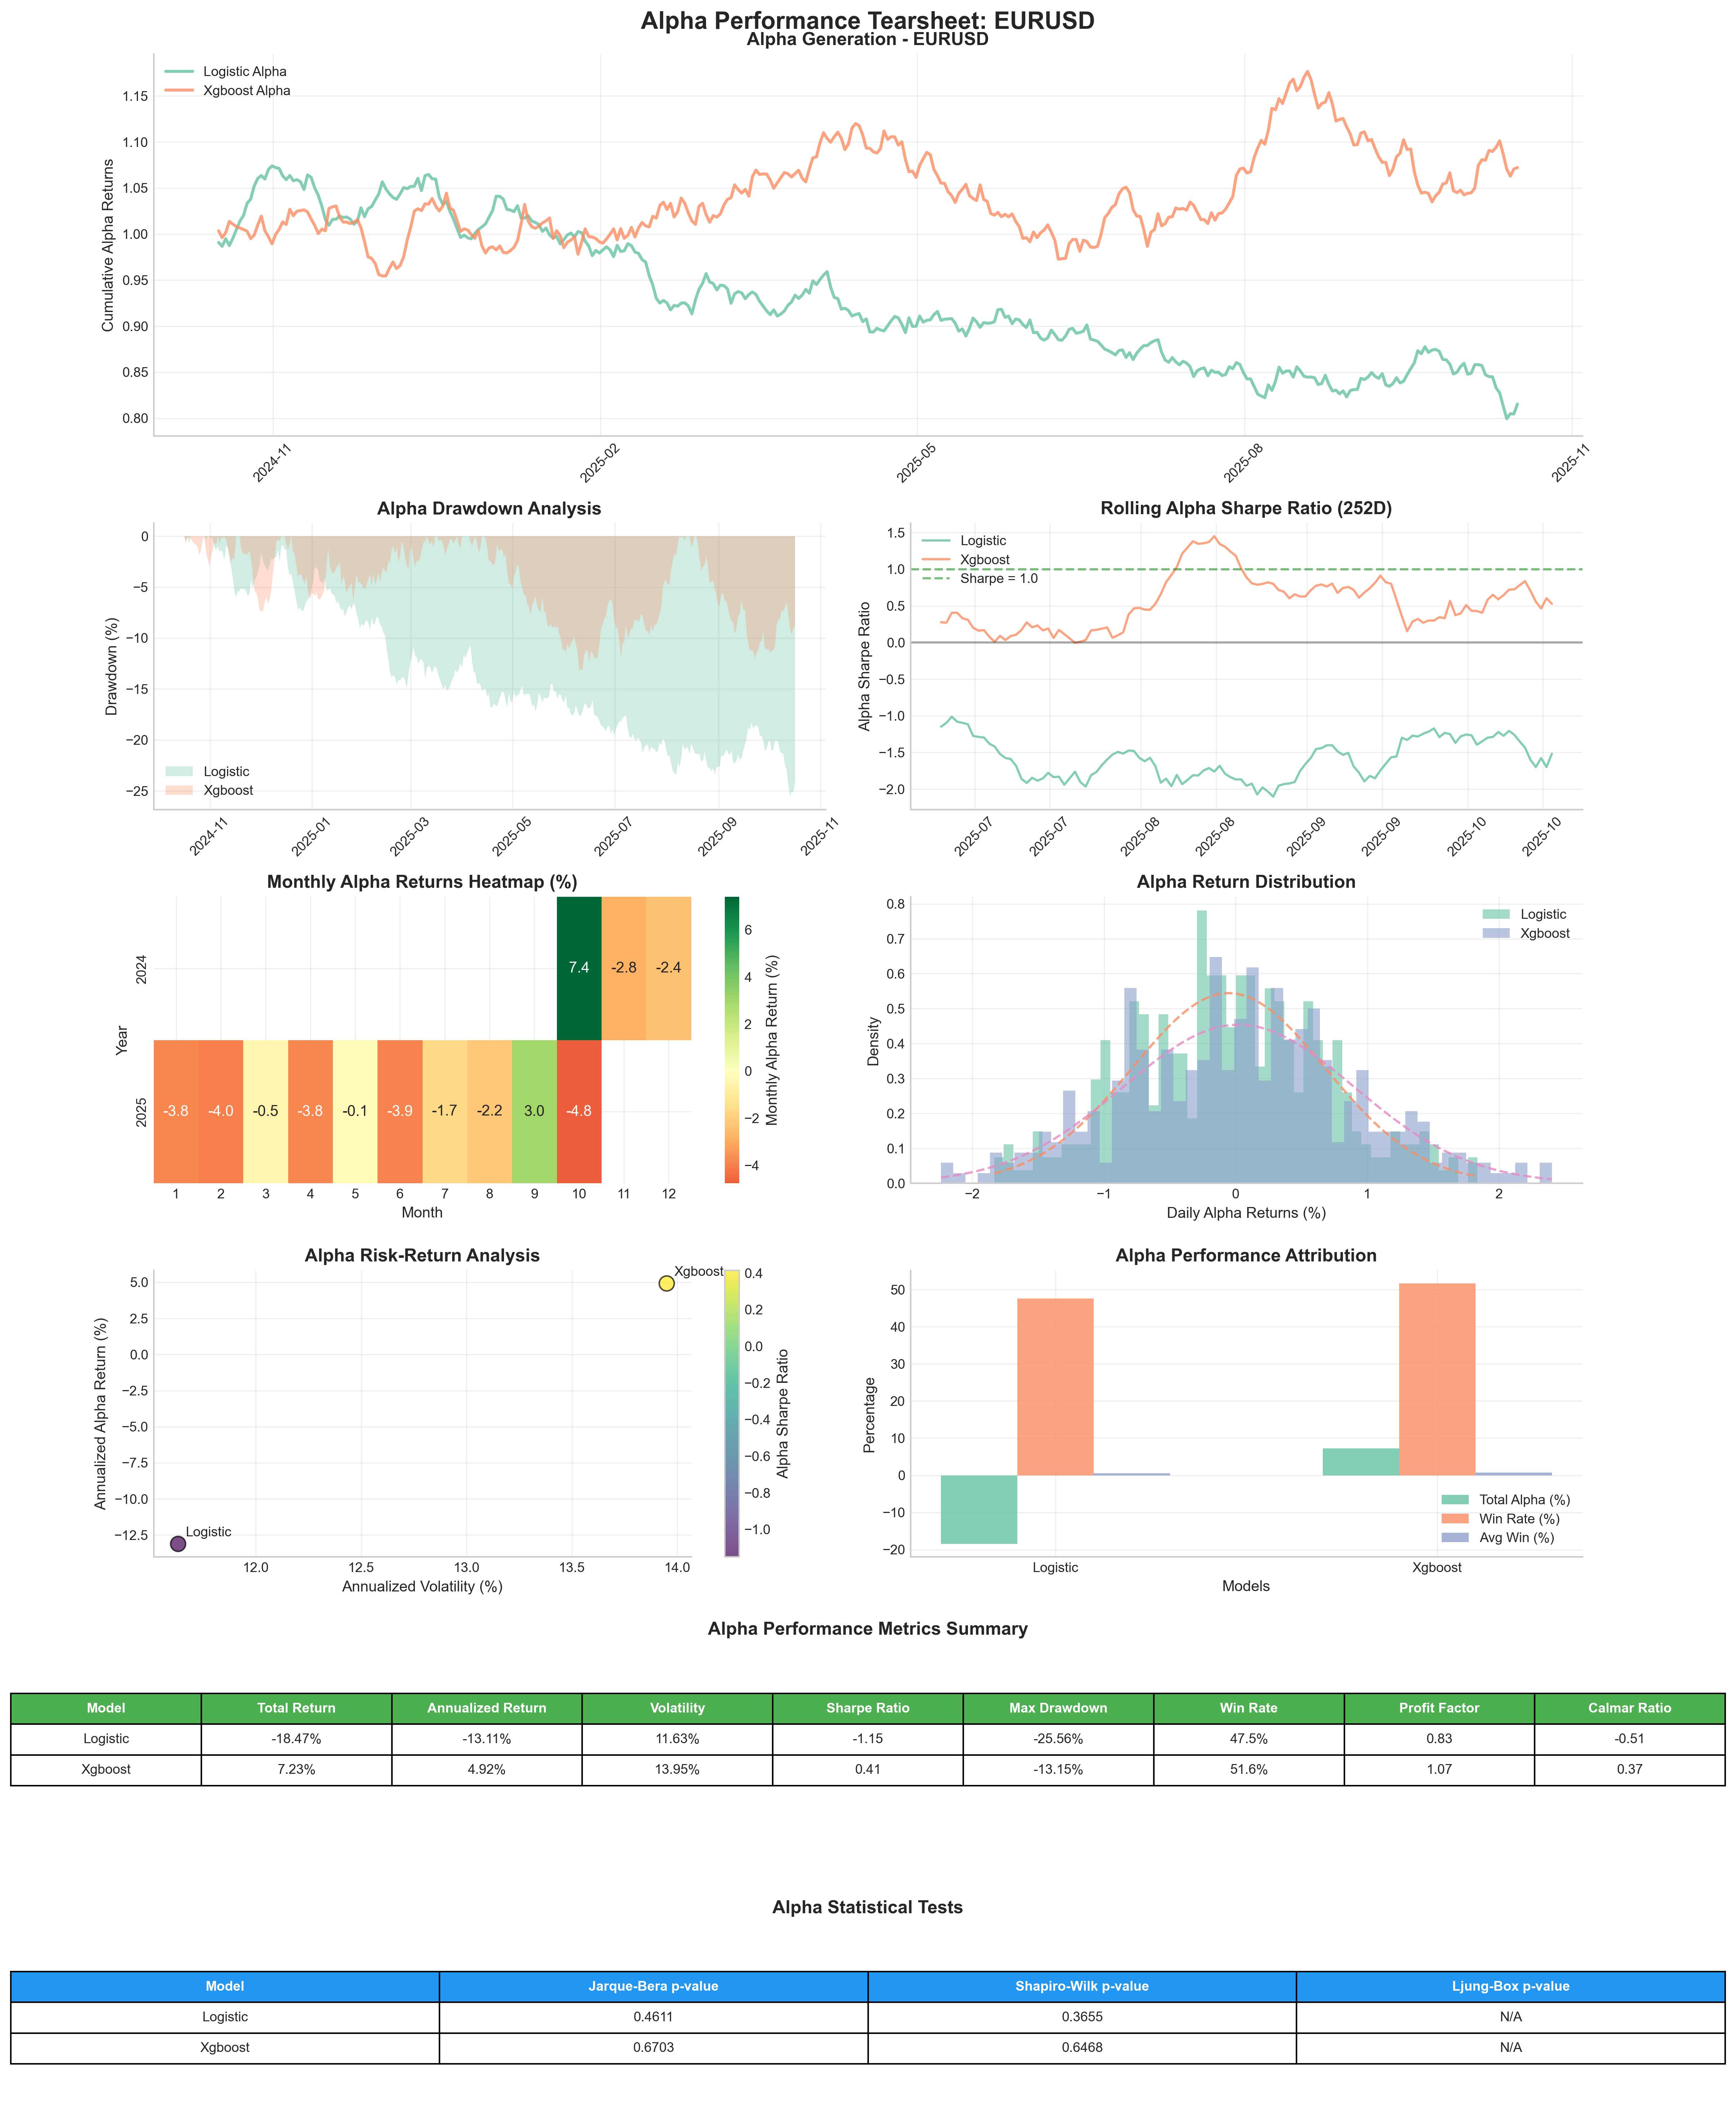 Alpha Performance Tearsheet: EURUSD
Alpha Generation - EURUSD
Logistic Alpha
Xgboost Alpha
Cumulative Alpha Returns
1.15
1.10
1.05
1.00
0.95
0.90
0.85
0.80
2024-11
2025-02
2025-05
2025-08
2025-11
Alpha Drawdown Analysis
Drawdown (%)
0
−5
−10
−15
−20
−25
Logistic
Xgboost
2024-11
2025-01
2025-03
2025-05
2025-07
2025-09
2025-11
Rolling Alpha Sharpe Ratio (252D)
Logistic
Xgboost
Sharpe = 1.0
Alpha Sharpe Ratio
1.5
1.0
0.5
0.0
−0.5
−1.0
−1.5
−2.0
2025-07
2025-07
2025-08
2025-08
2025-09
2025-09
2025-10
2025-10
Monthly Alpha Returns Heatmap (%)
Year
2024
7.4 -2.8 -2.4
2025
-3.8 -4.0 -0.5 -3.8 -0.1 -3.9 -1.7 -2.2 3.0 -4.8
1 2 3 4 5 6 7 8 9 10 11 12
Month
6
4
2
0
−2
−4
Monthly Alpha Return (%)
Alpha Return Distribution
Logistic
Xgboost
Density
0.8
0.7
0.6
0.5
0.4
0.3
0.2
0.1
0.0
−2 −1 0 1 2
Daily Alpha Returns (%)
Alpha Risk-Return Analysis
Annualized Alpha Return (%)
5.0
2.5
0.0
−2.5
−5.0
−7.5
−10.0
−12.5
Xgboost
Logistic
12.0 12.5 13.0 13.5 14.0
Annualized Volatility (%)
0.4
0.2
0.0
−0.2
−0.4
−0.6
−0.8
−1.0
Alpha Sharpe Ratio
Alpha Performance Attribution
Percentage
50
40
30
20
10
0
−10
−20
Total Alpha (%)
Win Rate (%)
Avg Win (%)
Logistic Xgboost
Models
Alpha Performance Metrics Summary
Model Total Return Annualized Return Volatility Sharpe Ratio Max Drawdown Win Rate Profit Factor Calmar Ratio
Logistic -18.47% -13.11% 11.63% -1.15 -25.56% 47.5% 0.83 -0.51
Xgboost 7.23% 4.92% 13.95% 0.41 -13.15% 51.6% 1.07 0.37
Alpha Statistical Tests
Model Jarque-Bera p-value Shapiro-Wilk p-value Ljung-Box p-value
Logistic 0.4611 0.3655 N/A
Xgboost 0.6703 0.6468 N/A